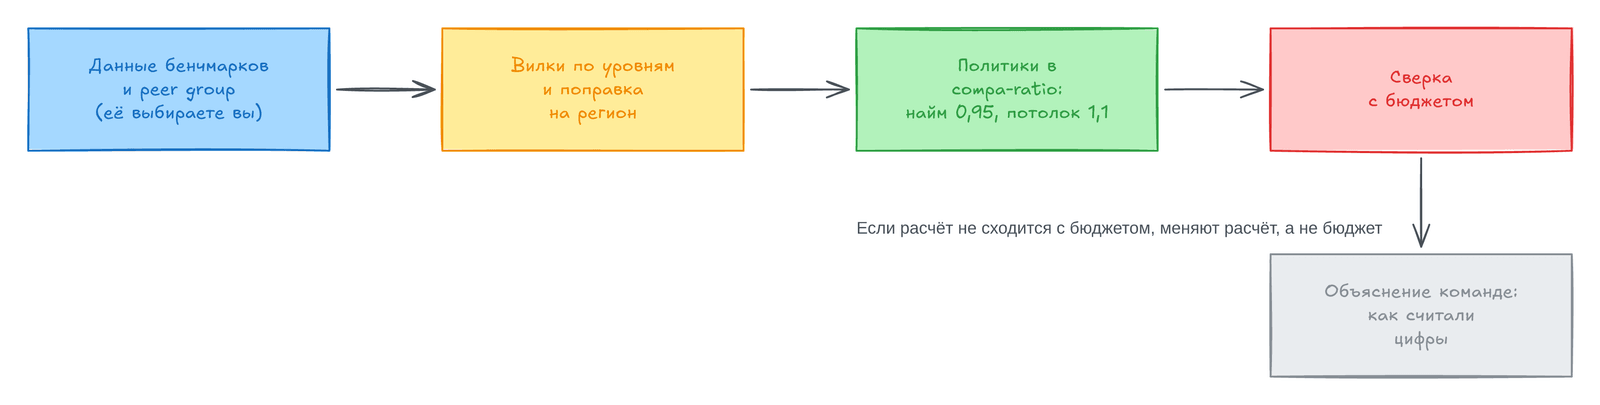 Данные бенчмарков
и peer group
(её выбираете вы)
Вилки по уровням
и поправка
на регион
Политики в
compa-ratio:
найм 0,95, потолок 1,1
Сверка
с бюджетом
Если расчёт не сходится с бюджетом, меняют расчёт, а не бюджет
Объяснение команде:
как считали
цифры